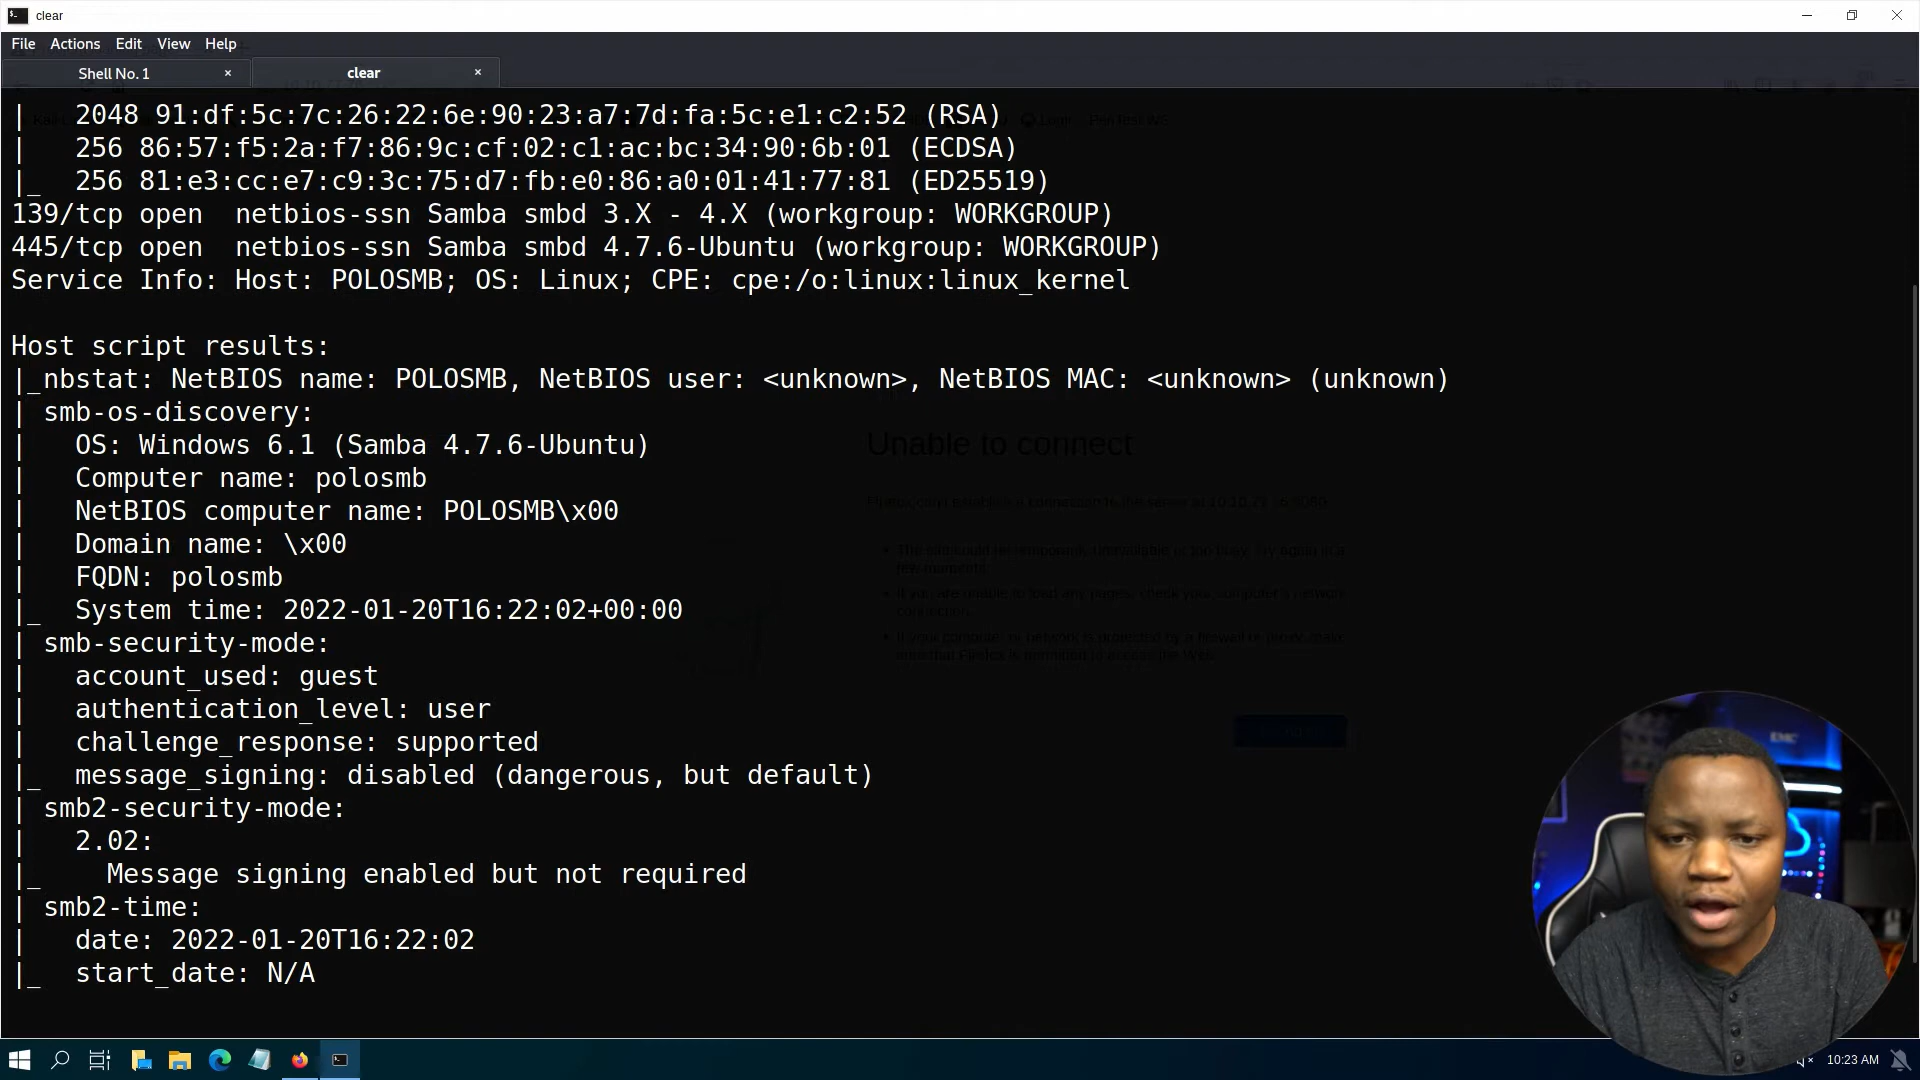 clear
File Actions Edit View Help
Shell No. 1 × clear ×
| 2048 91:df:5c:7c:26:22:6e:90:23:a7:7d:fa:5c:e1:c2:52 (RSA)
| 256 86:57:f5:2a:f7:86:9c:cf:02:c1:ac:bc:34:90:6b:01 (ECDSA)
|_ 256 81:e3:cc:e7:c9:3c:75:d7:fb:e0:86:a0:01:41:77:81 (ED25519)
139/tcp open netbios-ssn Samba smbd 3.X - 4.X (workgroup: WORKGROUP)
445/tcp open netbios-ssn Samba smbd 4.7.6-Ubuntu (workgroup: WORKGROUP)
Service Info: Host: POLOSMB; OS: Linux; CPE: cpe:/o:linux:linux_kernel
Host script results:
|_nbstat: NetBIOS name: POLOSMB, NetBIOS user: <unknown>, NetBIOS MAC: <unknown> (unknown)
| smb-os-discovery:
| OS: Windows 6.1 (Samba 4.7.6-Ubuntu)
Unable to connect
| Computer name: polosmb
| NetBIOS computer name: POLOSMB\x00
| Domain name: \x00
| FQDN: polosmb
|_ System time: 2022-01-20T16:22:02+00:00
| smb-security-mode:
| account_used: guest
| authentication_level: user
| challenge_response: supported
|_ message_signing: disabled (dangerous, but default)
| smb2-security-mode:
| 2.02:
|_ Message signing enabled but not required
| smb2-time:
| date: 2022-01-20T16:22:02
|_ start_date: N/A
EMC
10:23 AM